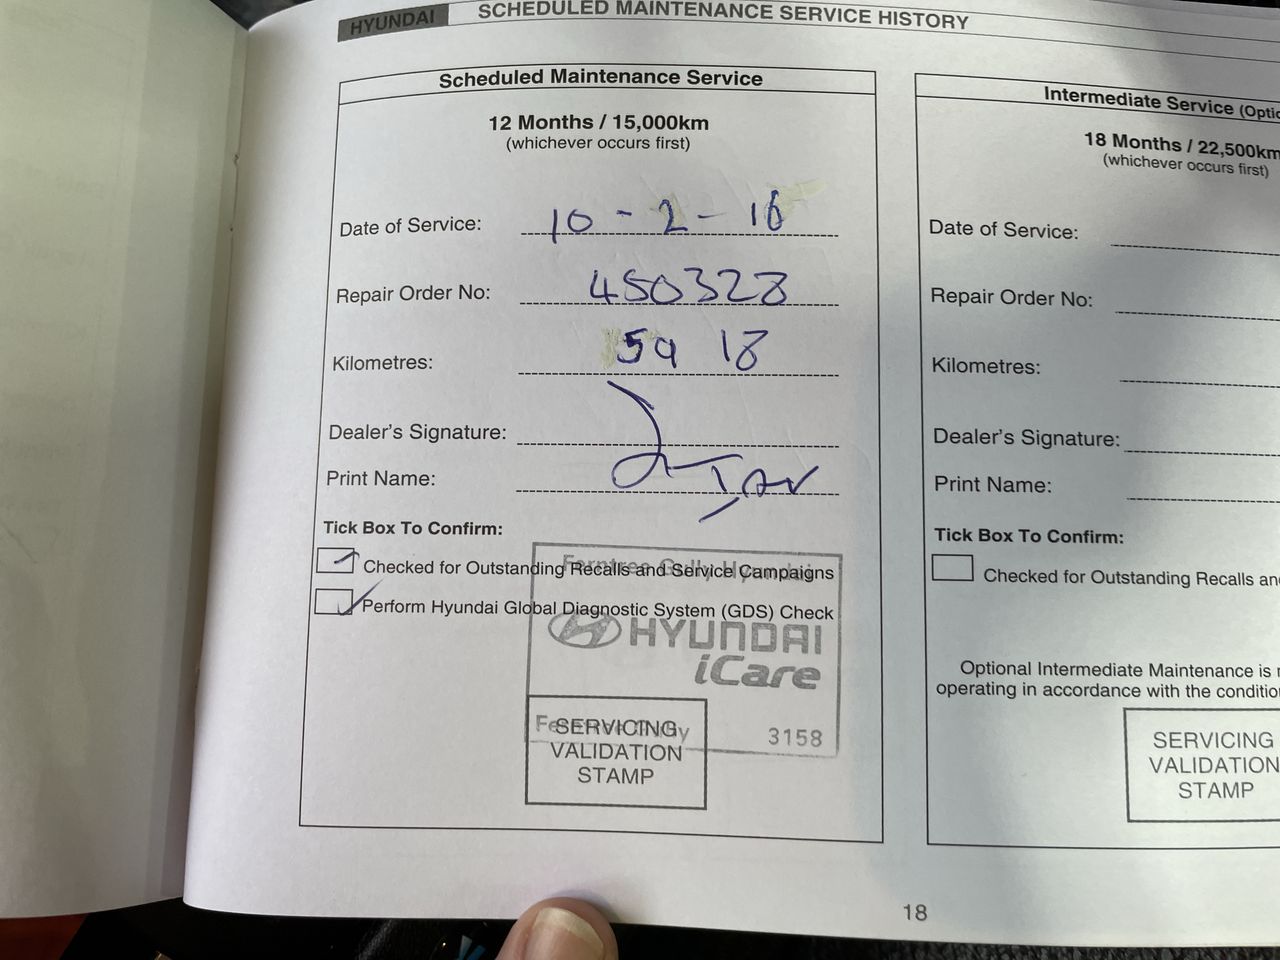 HYUNDAI SCHEDULED MAINTENANCE SERVICE HISTORY
Scheduled Maintenance Service
12 Months / 15,000km
(whichever occurs first)
Date of Service: 10 - 2 - 16
Repair Order No: 450328
Kilometres: 59 18
Dealer's Signature:
Print Name:
Tick Box To Confirm:
Checked for Outstanding Recalls and Service Campaigns
Perform Hyundai Global Diagnostic System (GDS) Check
Ferntree Gully Hyundai
HYUNDAI
iCare
3158
SERVICING
VALIDATION
STAMP
Intermediate Service
18 Months / 22,500km
(whichever occurs first)
Date of Service:
Repair Order No:
Kilometres:
Dealer's Signature:
Print Name:
Tick Box To Confirm:
Checked for Outstanding Recalls
Optional Intermediate Maintenance is
operating in accordance with the
SERVICING
VALIDATION
STAMP
18